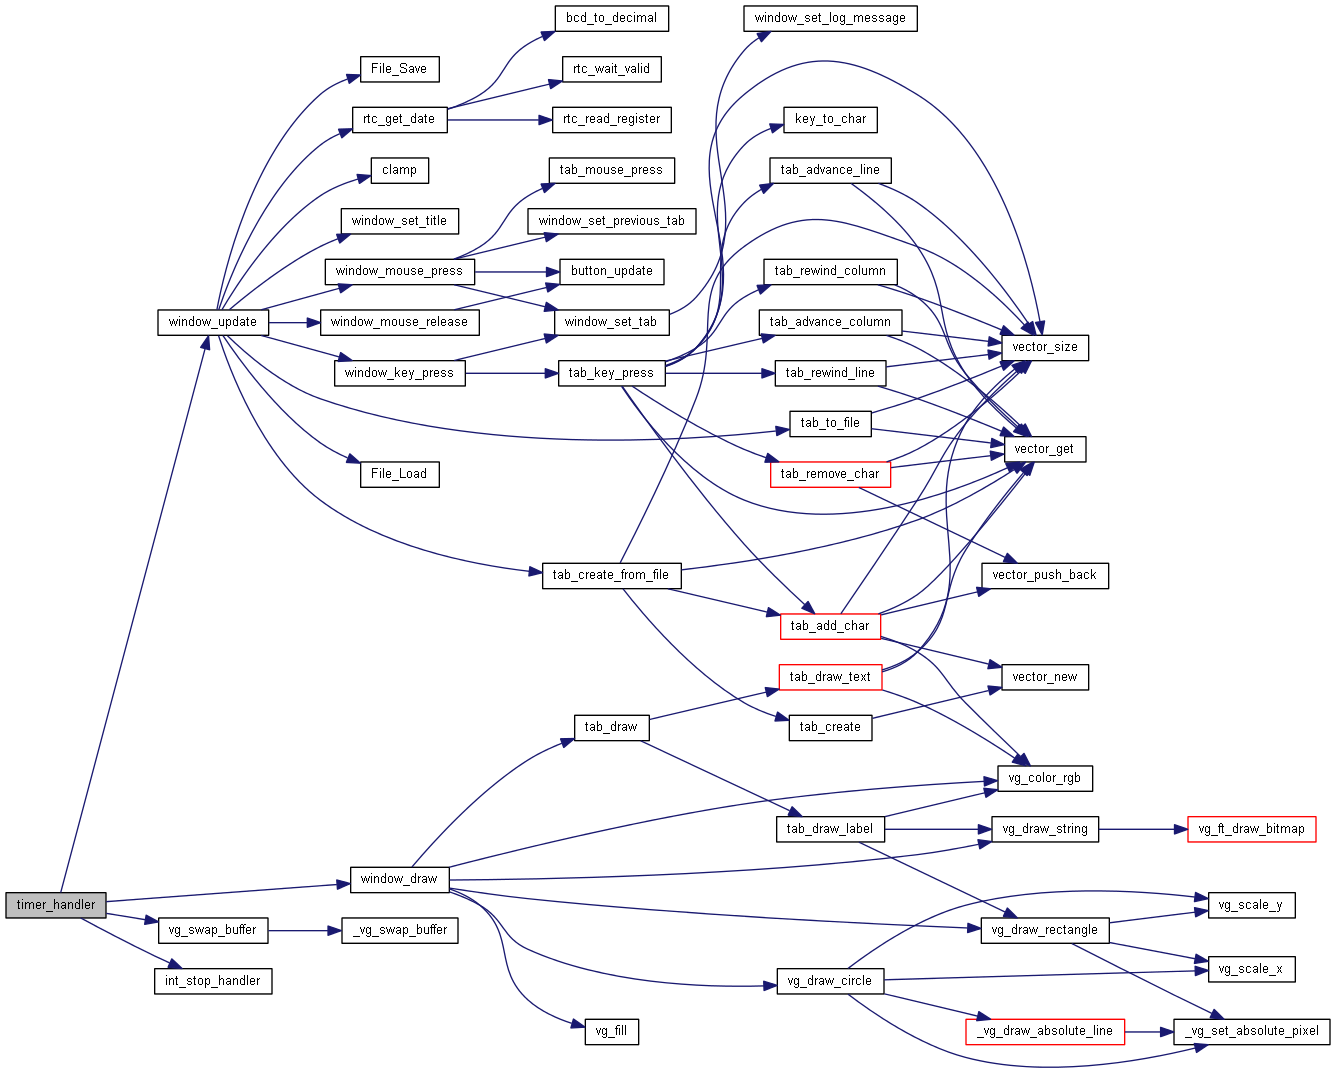 bcd_to_decimal
window_set_log_message
File_Save
rtc_wait_valid
rtc_get_date
rtc_read_register
key_to_char
clamp
tab_mouse_press
tab_advance_line
window_set_title
window_set_previous_tab
window_mouse_press
button_update
tab_rewind_column
window_update
window_mouse_release
window_set_tab
tab_advance_column
vector_size
window_key_press
tab_key_press
tab_rewind_line
tab_to_file
vector_get
File_Load
tab_remove_char
tab_create_from_file
vector_push_back
tab_add_char
tab_draw_text
vector_new
tab_draw
tab_create
vg_color_rgb
tab_draw_label
vg_draw_string
vg_ft_draw_bitmap
window_draw
timer_handler
vg_scale_y
vg_swap_buffer
_vg_swap_buffer
vg_draw_rectangle
int_stop_handler
vg_draw_circle
vg_scale_x
vg_fill
_vg_draw_absolute_line
_vg_set_absolute_pixel